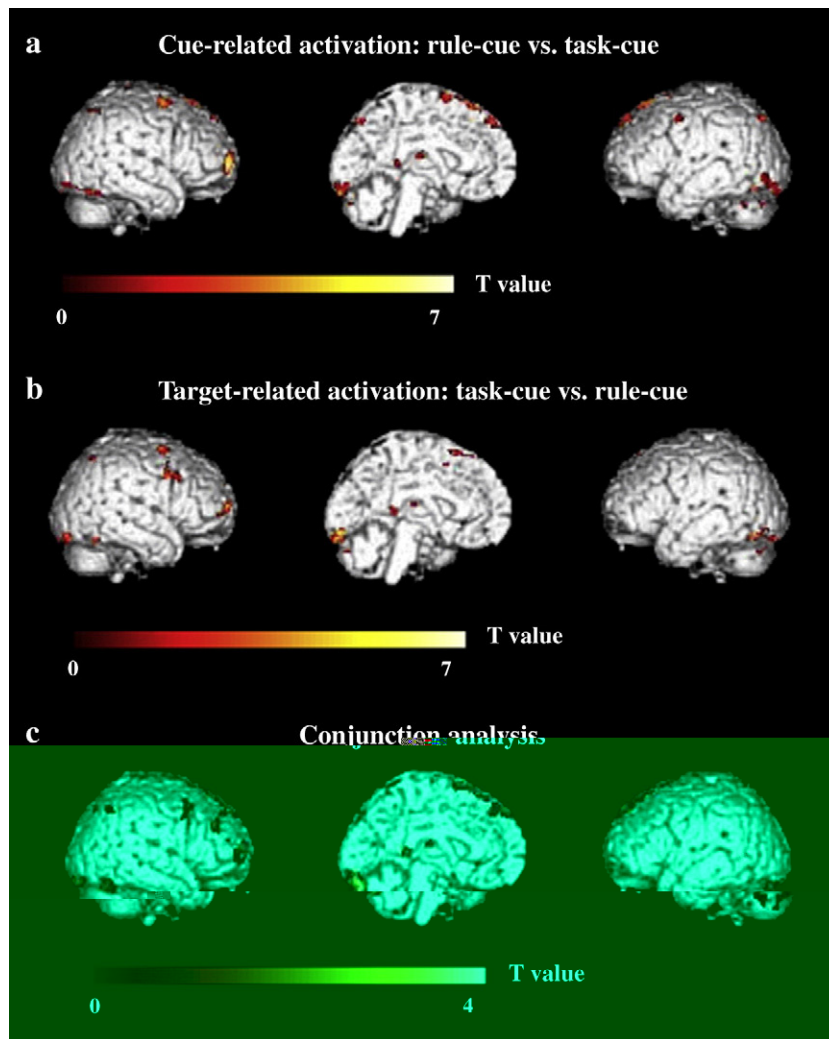 a Cue-related activation: rule-cue vs. task-cue
T value
0 7
b Target-related activation: task-cue vs. rule-cue
T value
0 7
c Conjunction analysis
T value
0 4